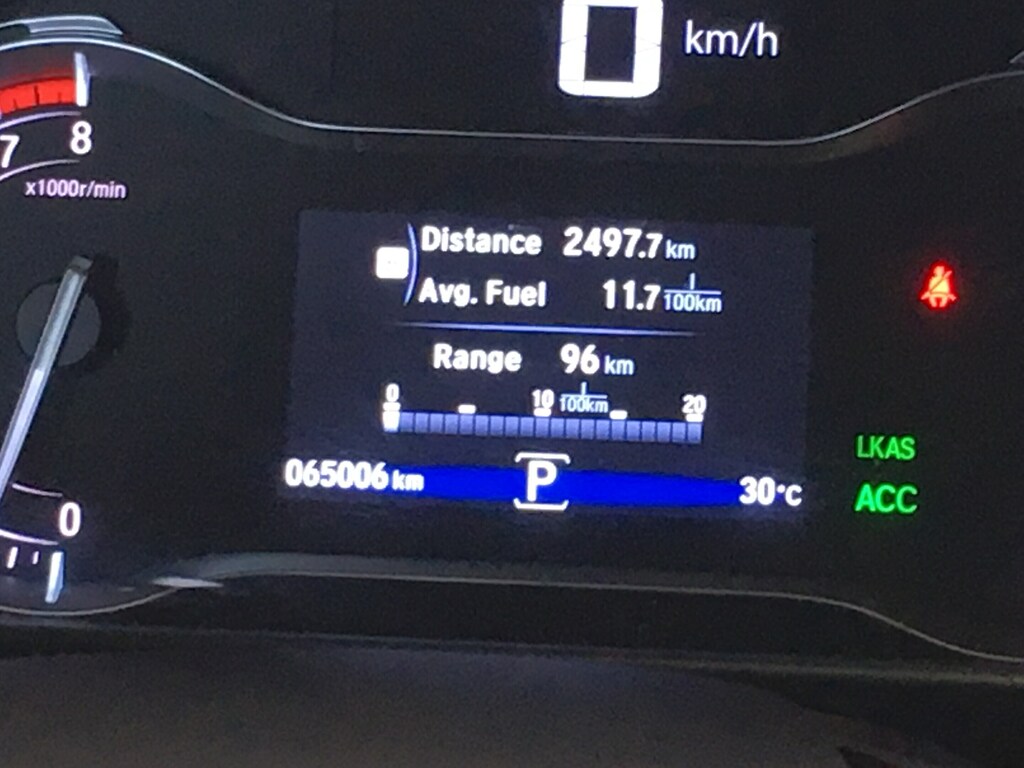 0 km/h
7 8
x1000r/min
Distance 2497.7 km
Avg. Fuel 11.7 l/100km
Range 96 km
0 10 l/100km 20
065006 km P 30°C
LKAS
ACC
0